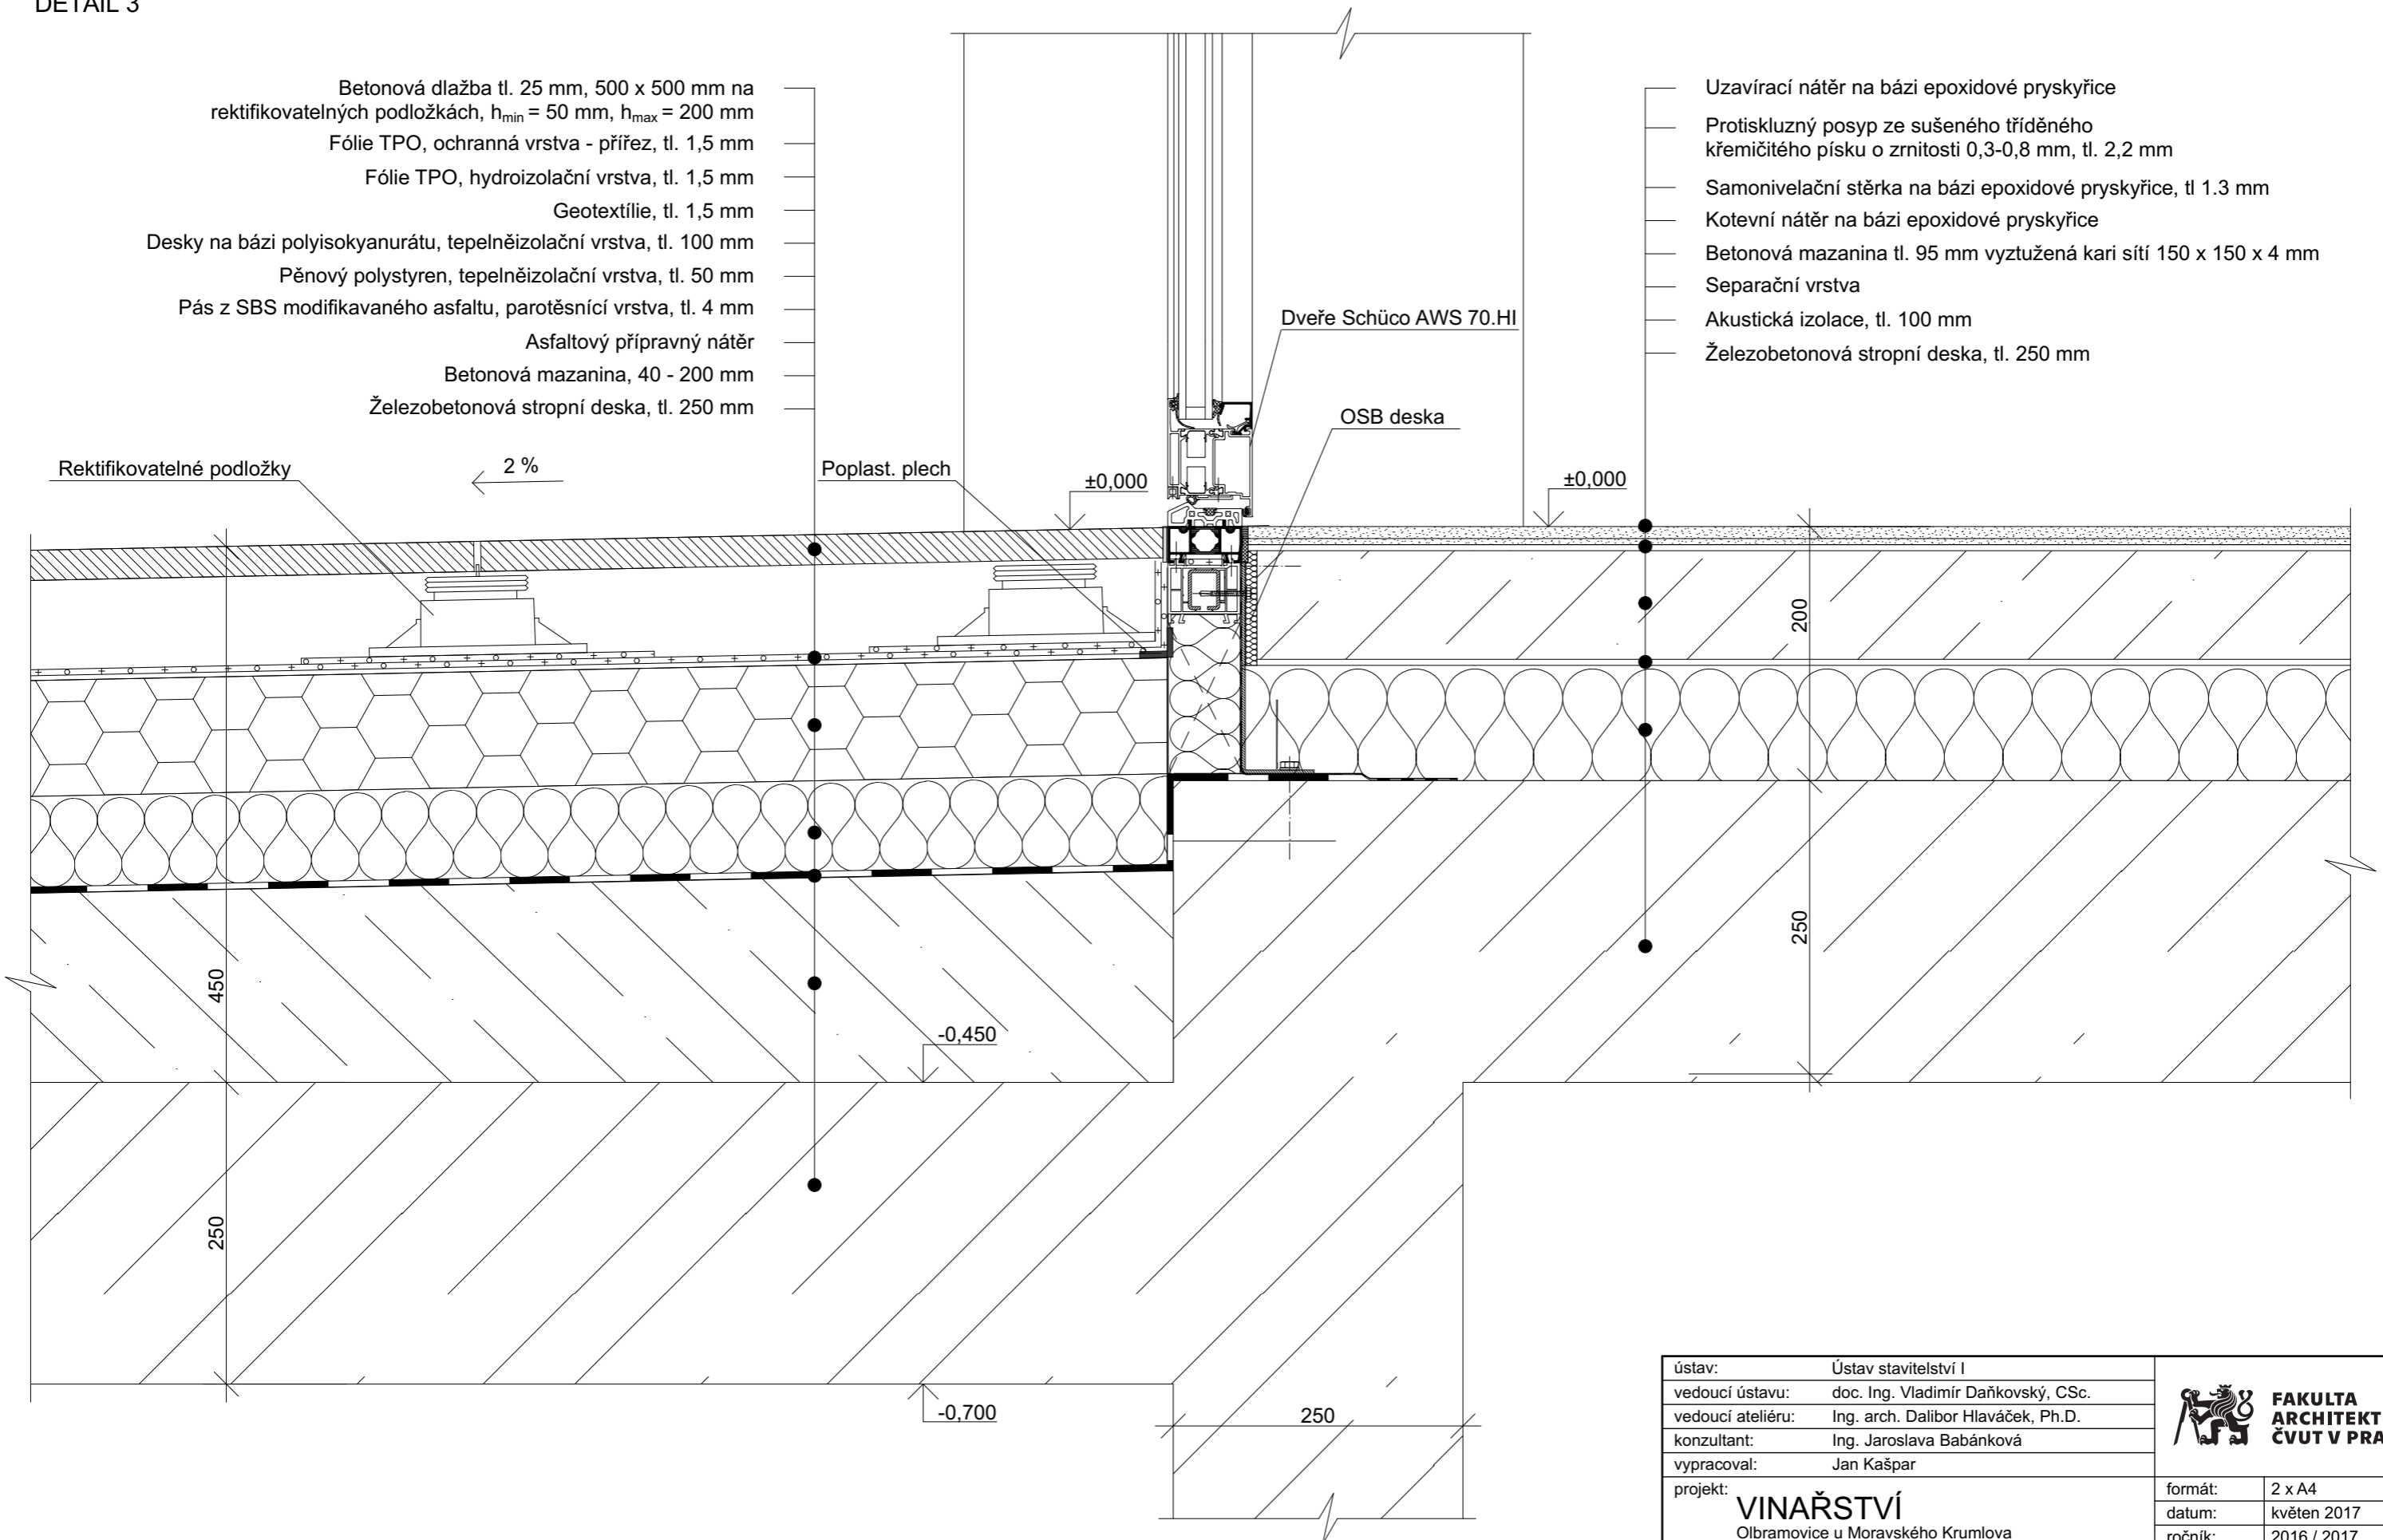 DETAIL 3
Betonová dlažba tl. 25 mm, 500 x 500 mm na
rektifikovatelných podložkách, hmin = 50 mm, hmax = 200 mm
Fólie TPO, ochranná vrstva - přířez, tl. 1,5 mm
Fólie TPO, hydroizolační vrstva, tl. 1,5 mm
Geotextílie, tl. 1,5 mm
Desky na bázi polyisokyanurátu, tepelněizolační vrstva, tl. 100 mm
Pěnový polystyren, tepelněizolační vrstva, tl. 50 mm
Pás z SBS modifikavaného asfaltu, parotěsnící vrstva, tl. 4 mm
Asfaltový přípravný nátěr
Betonová mazanina, 40 - 200 mm
Železobetonová stropní deska, tl. 250 mm
Uzavírací nátěr na bázi epoxidové pryskyřice
Protiskluzný posyp ze sušeného tříděného
křemičitého písku o zrnitosti 0,3-0,8 mm, tl. 2,2 mm
Samonivelační stěrka na bázi epoxidové pryskyřice, tl 1.3 mm
Kotevní nátěr na bázi epoxidové pryskyřice
Betonová mazanina tl. 95 mm vyztužená kari sítí 150 x 150 x 4 mm
Separační vrstva
Akustická izolace, tl. 100 mm
Železobetonová stropní deska, tl. 250 mm
Dveře Schüco AWS 70.HI
OSB deska
Rektifikovatelné podložky
2 %
Poplast. plech
±0,000
±0,000
200
250
450
-0,450
250
-0,700
250
ústav: Ústav stavitelství I
vedoucí ústavu: doc. Ing. Vladimír Daňkovský, CSc.
vedoucí ateliéru: Ing. arch. Dalibor Hlaváček, Ph.D.
konzultant: Ing. Jaroslava Babánková
vypracoval: Jan Kašpar
FAKULTA
ARCHITEKT
ČVUT V PRA
projekt:
VINAŘSTVÍ
Olbramovice u Moravského Krumlova
formát: 2 x A4
datum: květen 2017
ročník: 2016 / 2017